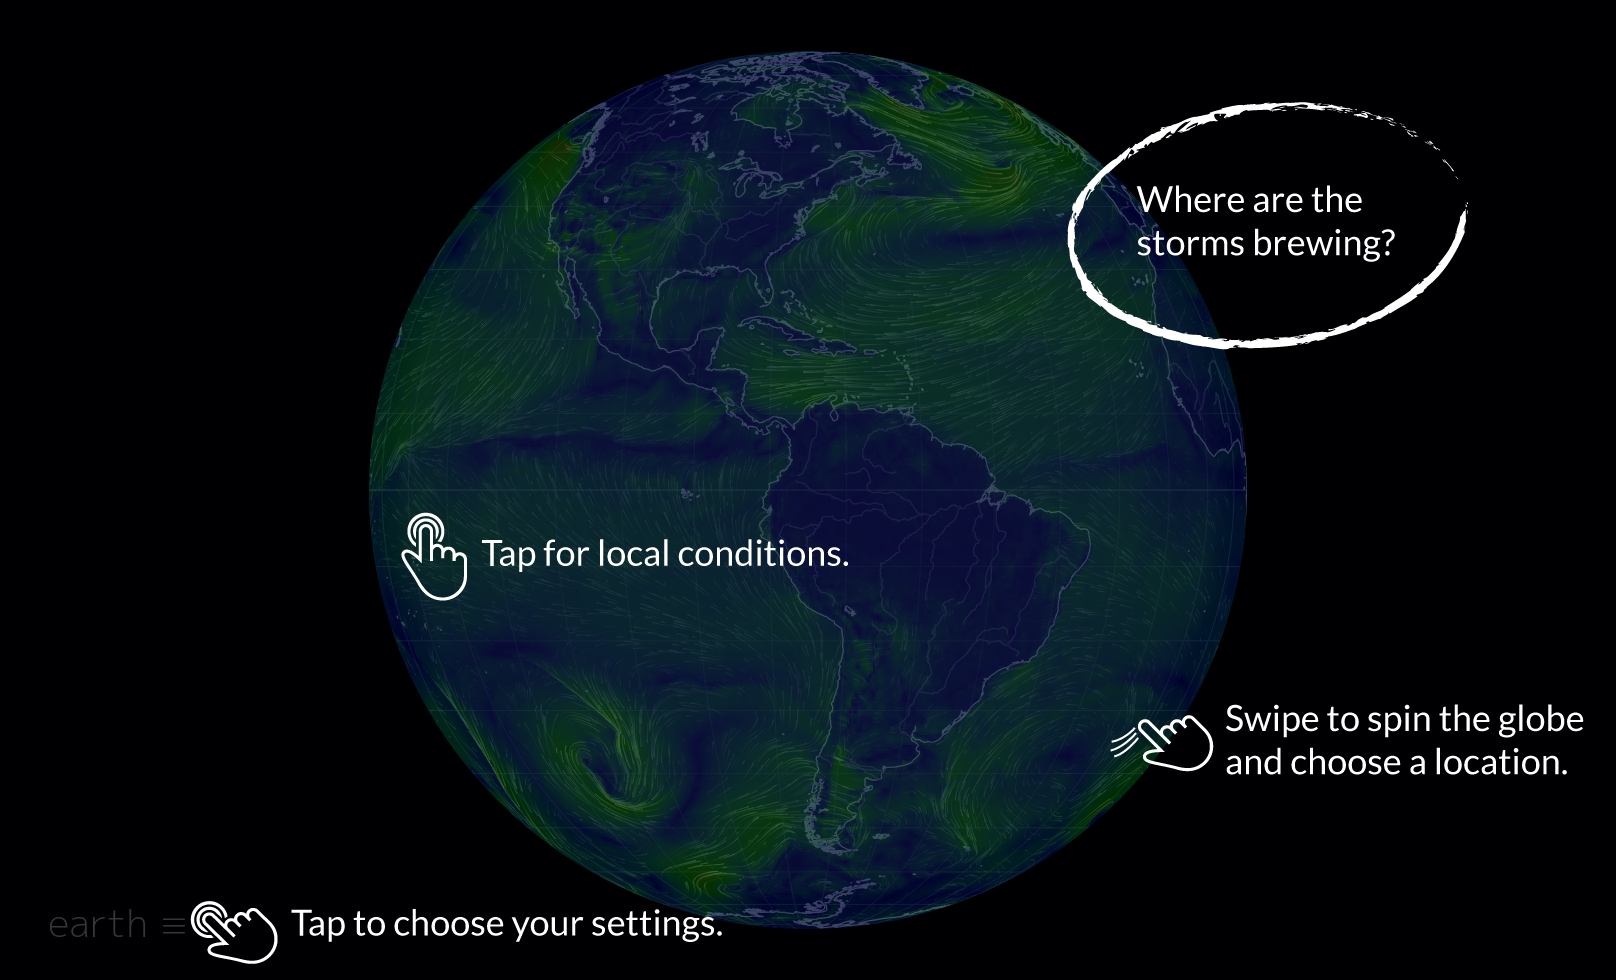 Where are the
storms brewing?
Tap for local conditions.
Swipe to spin the globe
and choose a location.
earth
Tap to choose your settings.